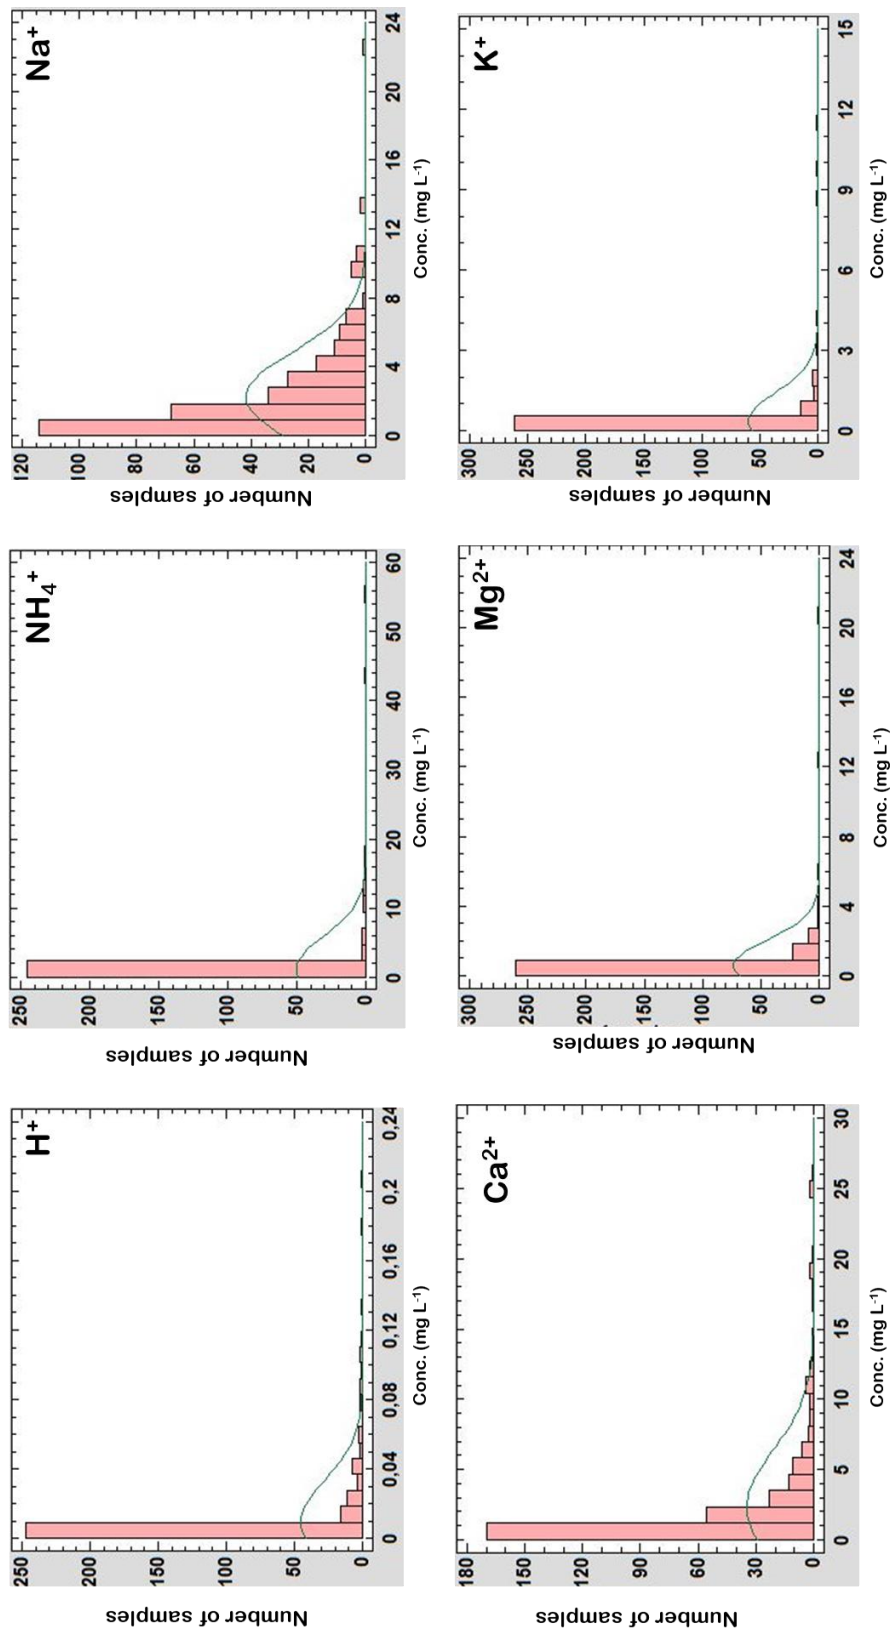 H⁺
Number of samples
250
200
150
100
50
0
0 0,04 0,08 0,12 0,16 0,2 0,24
Conc. (mg L⁻¹)
NH₄⁺
Number of samples
250
200
150
100
50
0
0 10 20 30 40 50 60
Conc. (mg L⁻¹)
Na⁺
Number of samples
120
100
80
60
40
20
0
0 4 8 12 16 20 24
Conc. (mg L⁻¹)
Ca²⁺
Number of samples
180
150
120
90
60
30
0
0 5 10 15 20 25 30
Conc. (mg L⁻¹)
Mg²⁺
Number of samples
300
250
200
150
100
50
0
0 4 8 12 16 20 24
Conc. (mg L⁻¹)
K⁺
Number of samples
300
250
200
150
100
50
0
0 3 6 9 12 15
Conc. (mg L⁻¹)